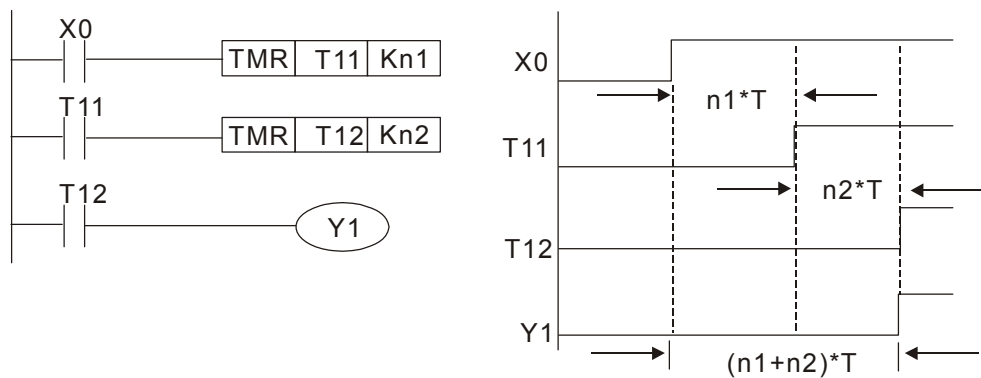 X0
TMR T11 Kn1
T11
TMR T12 Kn2
T12
Y1
X0
n1*T
T11
n2*T
T12
Y1
(n1+n2)*T